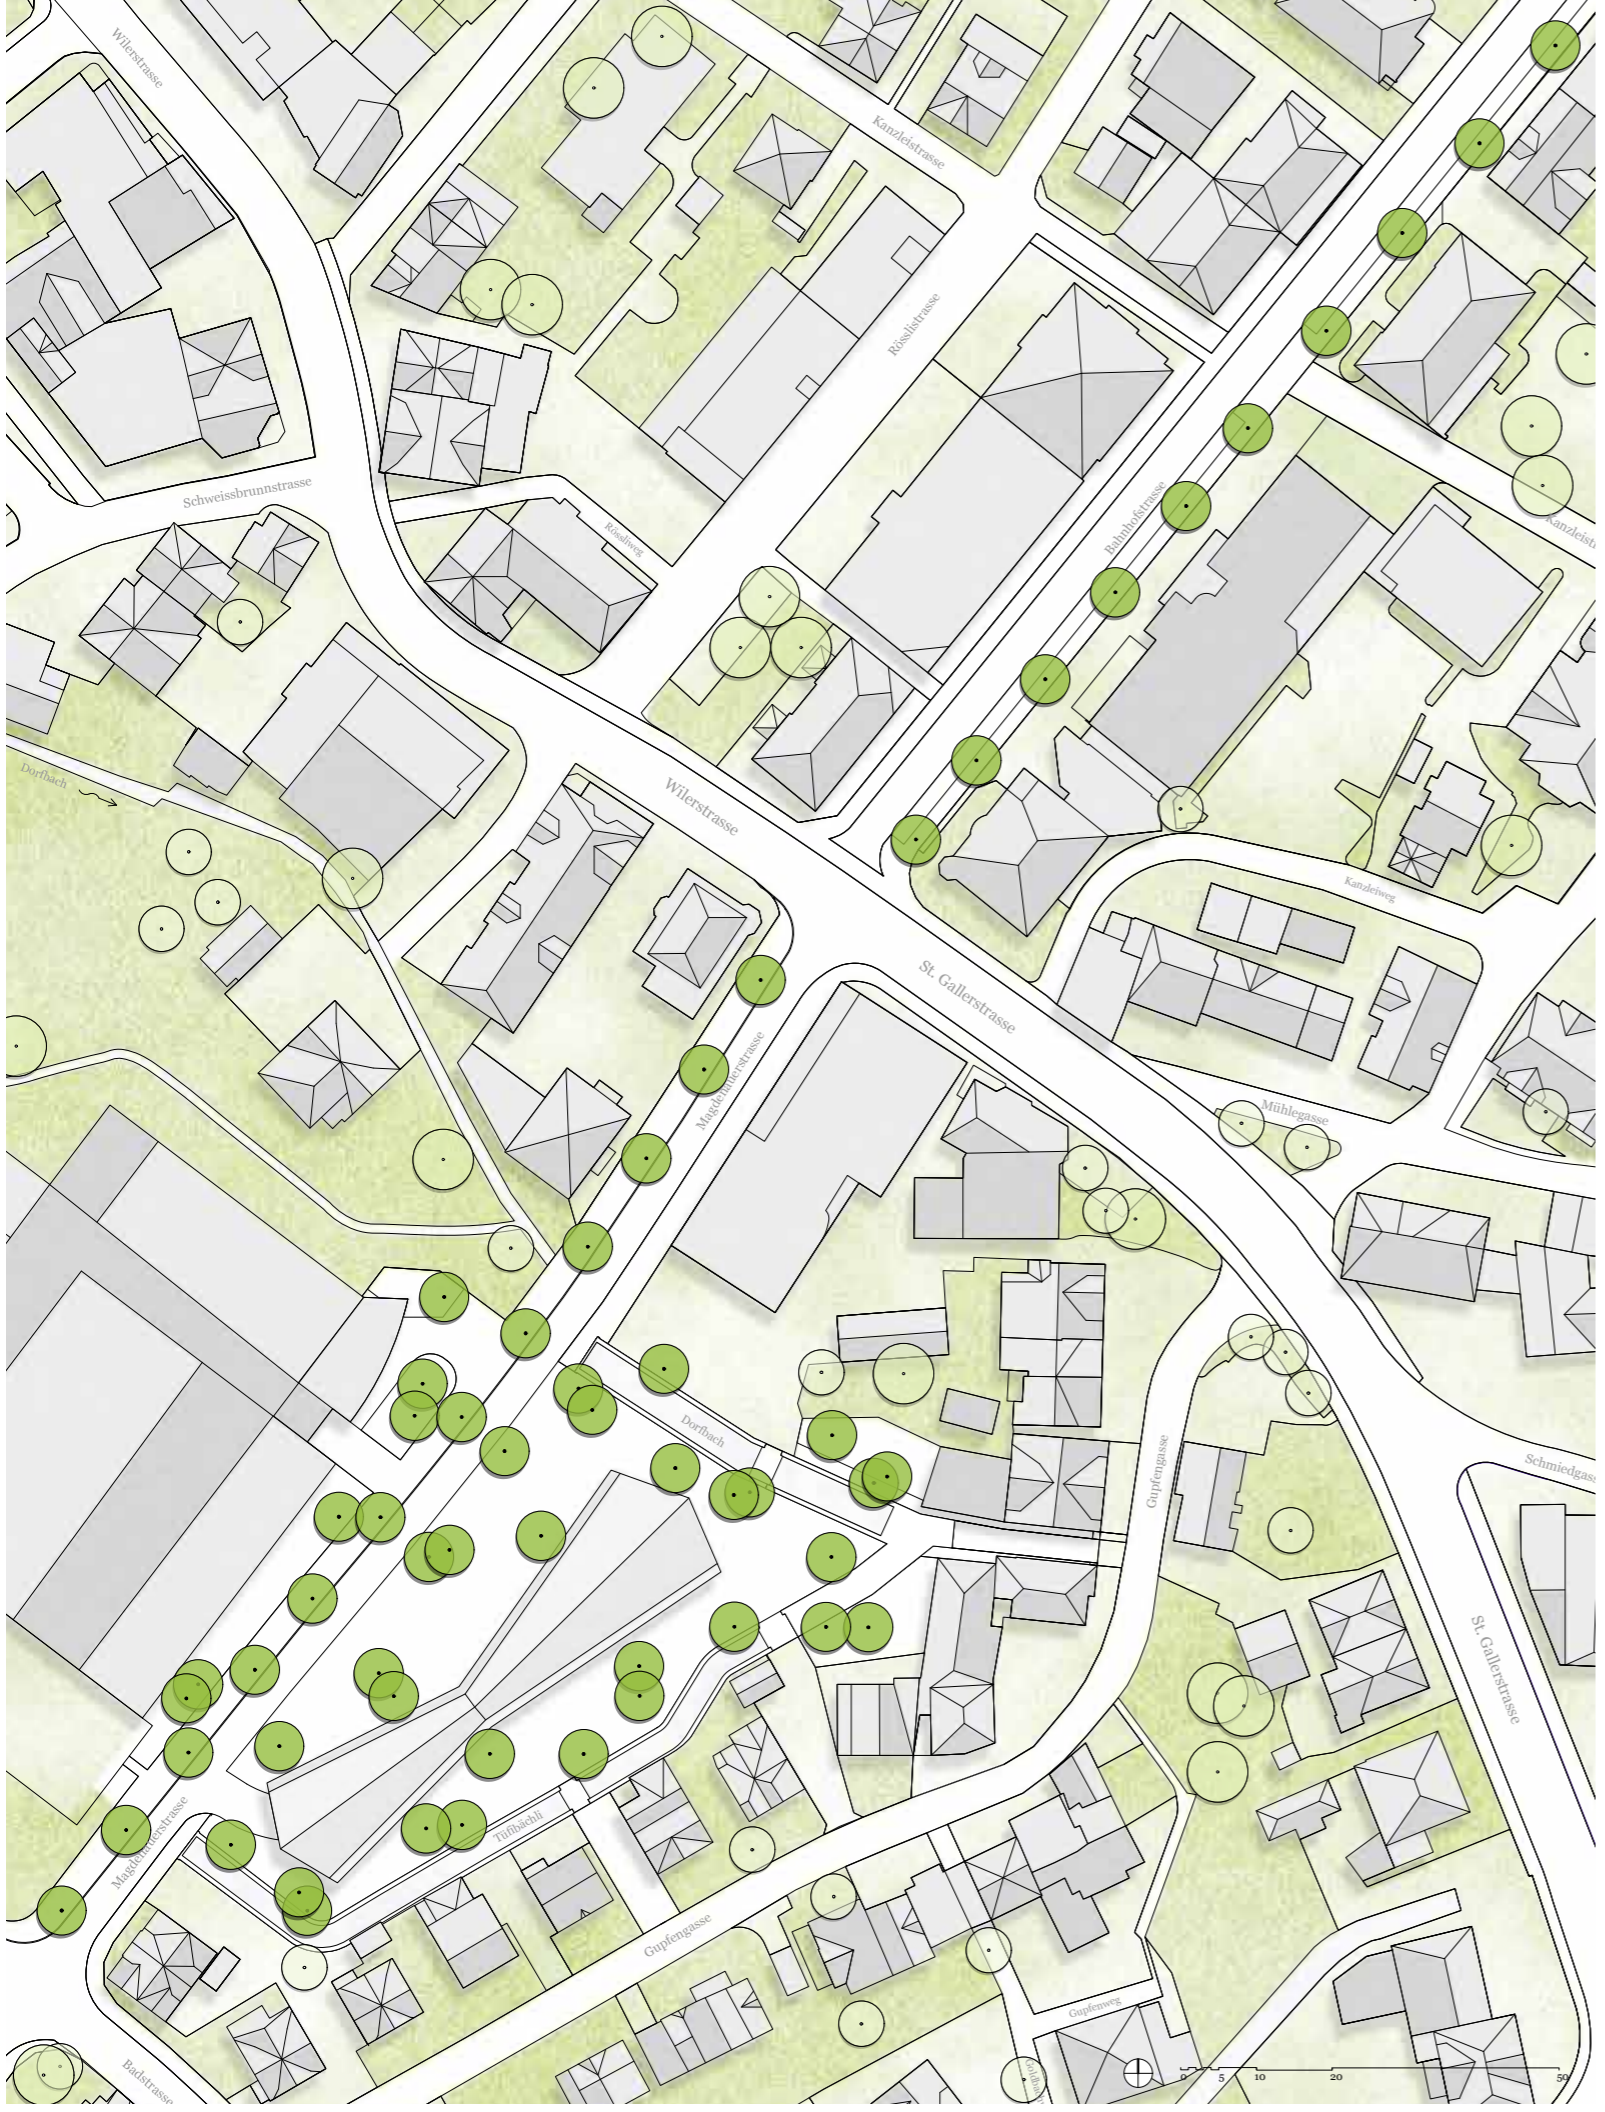 Wilerstrasse
Kanzleistrasse
Rösslistrasse
Schweissbrunnstrasse
Rössliweg
Bahnhofstrasse
Dorfbach
Wilerstrasse
Kanzleiweg
St. Gallerstrasse
Magdenauerstrasse
Mühlegasse
Dorfbach
Gupfengasse
Schmiedgass
St. Gallerstrasse
Magdenauerstrasse
Tüfibächli
Gupfengasse
Gupfenweg
Badstrasse
0 5 10 20 50